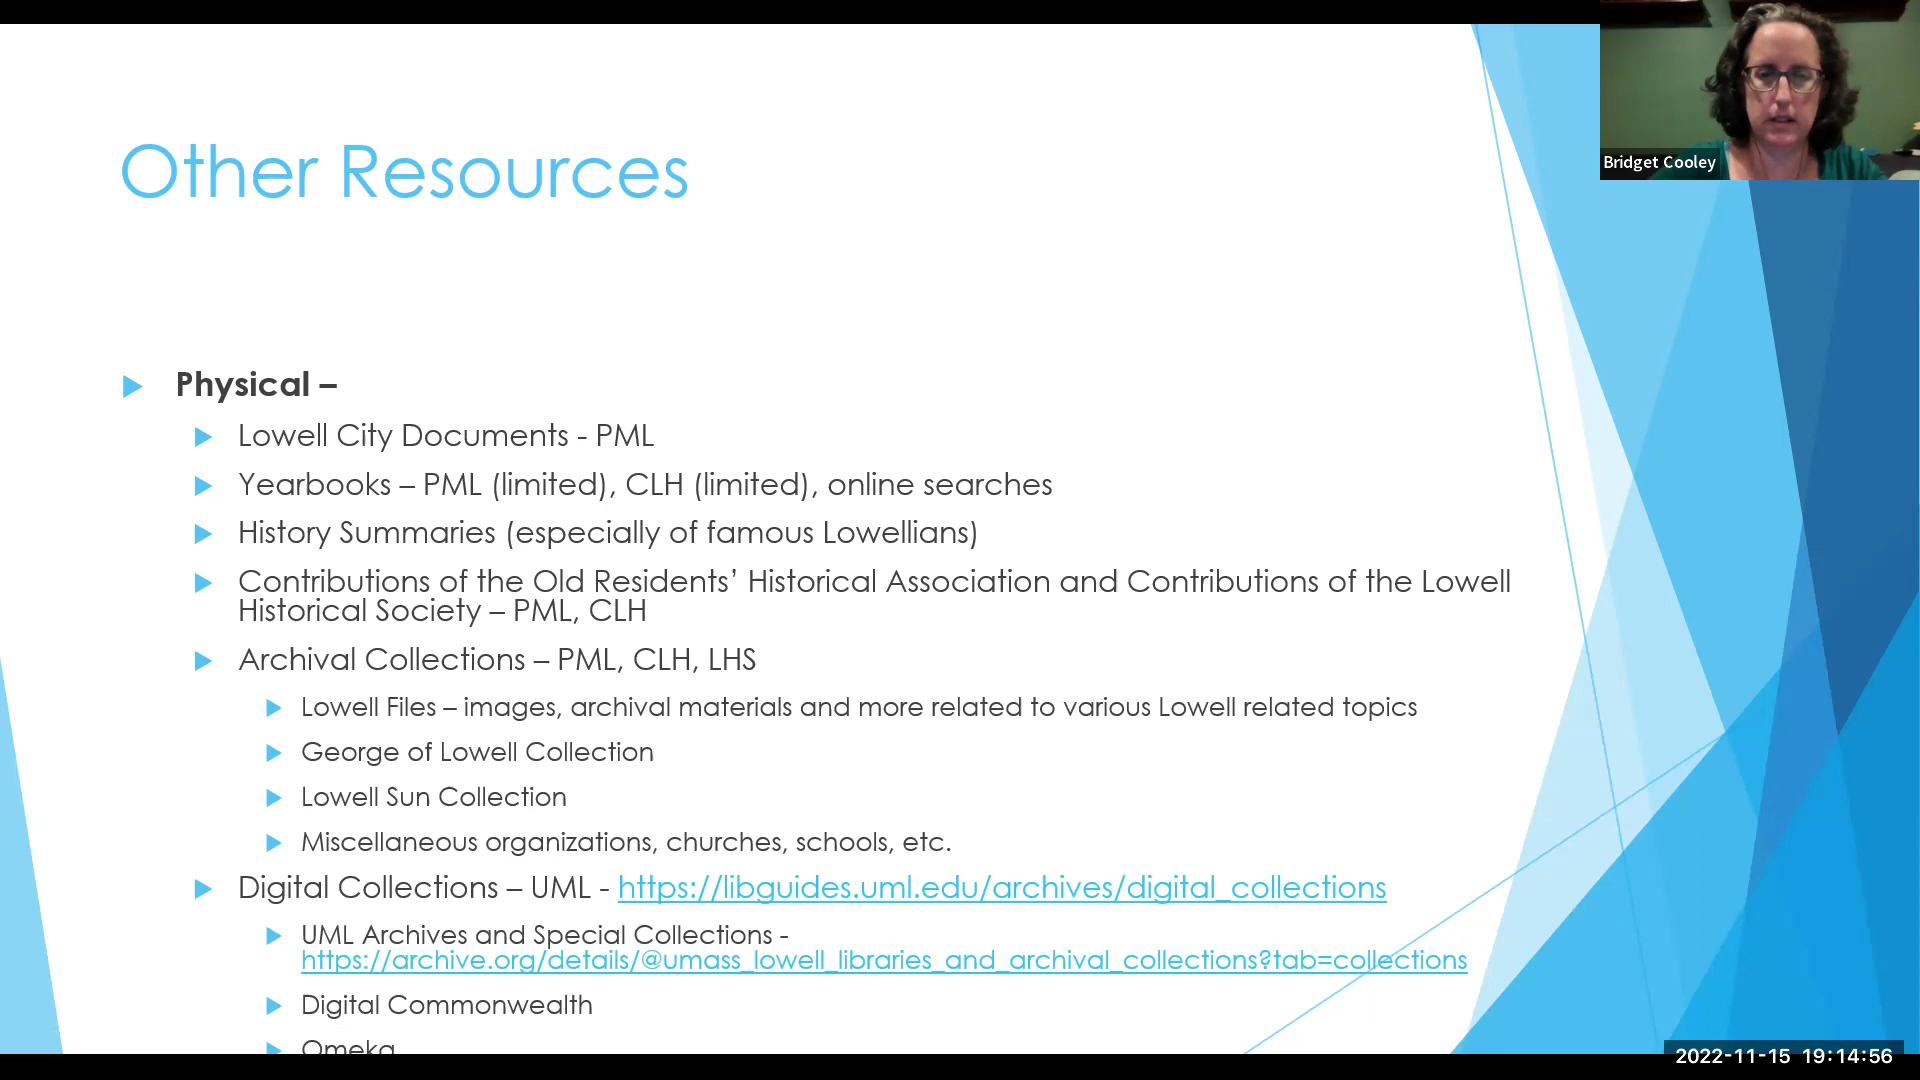 Bridget Cooley
Other Resources
Physical –
Lowell City Documents - PML
Yearbooks – PML (limited), CLH (limited), online searches
History Summaries (especially of famous Lowellians)
Contributions of the Old Residents’ Historical Association and Contributions of the Lowell
Historical Society – PML, CLH
Archival Collections – PML, CLH, LHS
Lowell Files – images, archival materials and more related to various Lowell related topics
George of Lowell Collection
Lowell Sun Collection
Miscellaneous organizations, churches, schools, etc.
Digital Collections – UML - https://libguides.uml.edu/archives/digital_collections
UML Archives and Special Collections -
https://archive.org/details/@umass_lowell_libraries_and_archival_collections?tab=collections
Digital Commonwealth
Omeka
2022-11-15 19:14:56